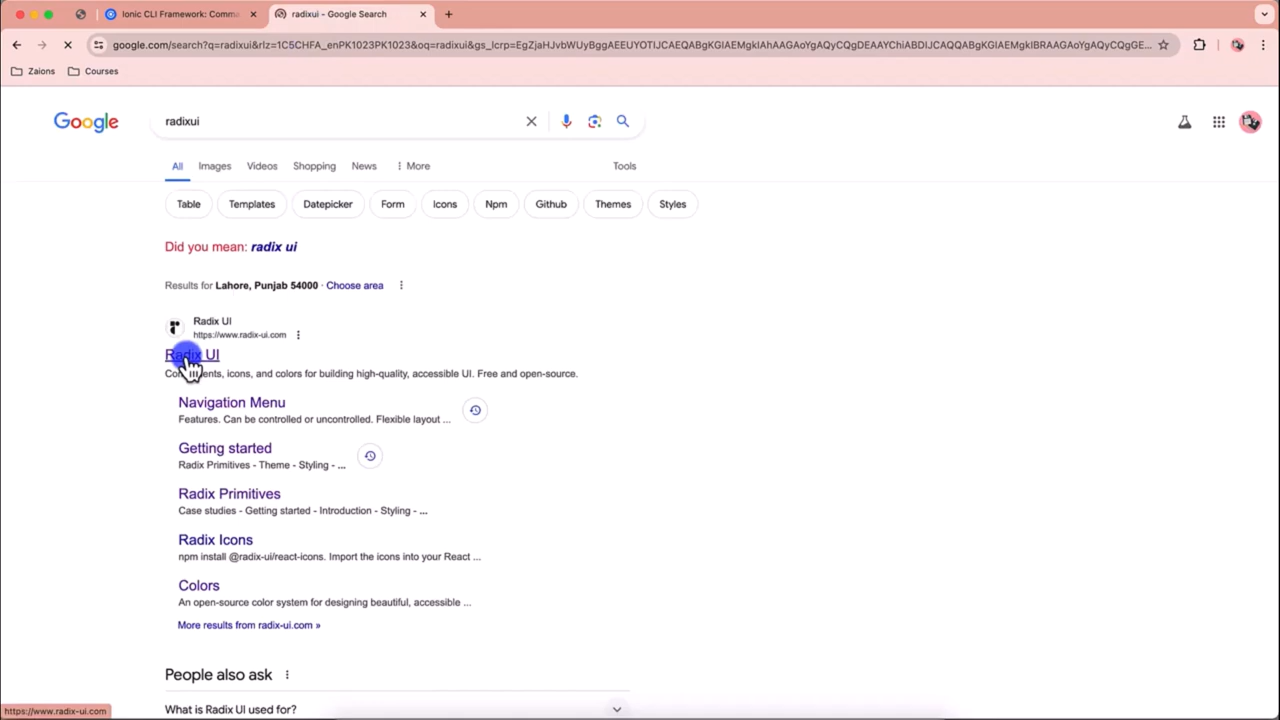 Ionic CLI Framework: Comma
radixui - Google Search
google.com/search?q=radixui&rlz=1C5CHFA_enPK1023PK1023&oq=radixui&gs_lcrp=
Zaions
Courses
Google
radixui
All
Images
Videos
Shopping
News
More
Tools
Table
Templates
Datepicker
Form
Icons
Npm
Github
Themes
Styles
Did you mean: radix ui
Results for Lahore, Punjab 54000 · Choose area
Radix UI
https://www.radix-ui.com
Radix UI
icons, and colors for building high-quality, accessible UI. Free and open-source.
Navigation Menu
Features. Can be controlled or uncontrolled. Flexible layout ...
Getting started
Radix Primitives - Theme - Styling - ...
Radix Primitives
Case studies - Getting started - Introduction - Styling - ...
Radix Icons
npm install @radix-ui/react-icons. Import the icons into your React ...
Colors
An open-source color system for designing beautiful, accessible ...
More results from radix-ui.com »
People also ask
What is Radix UI used for?
https://www.radix-ui.com